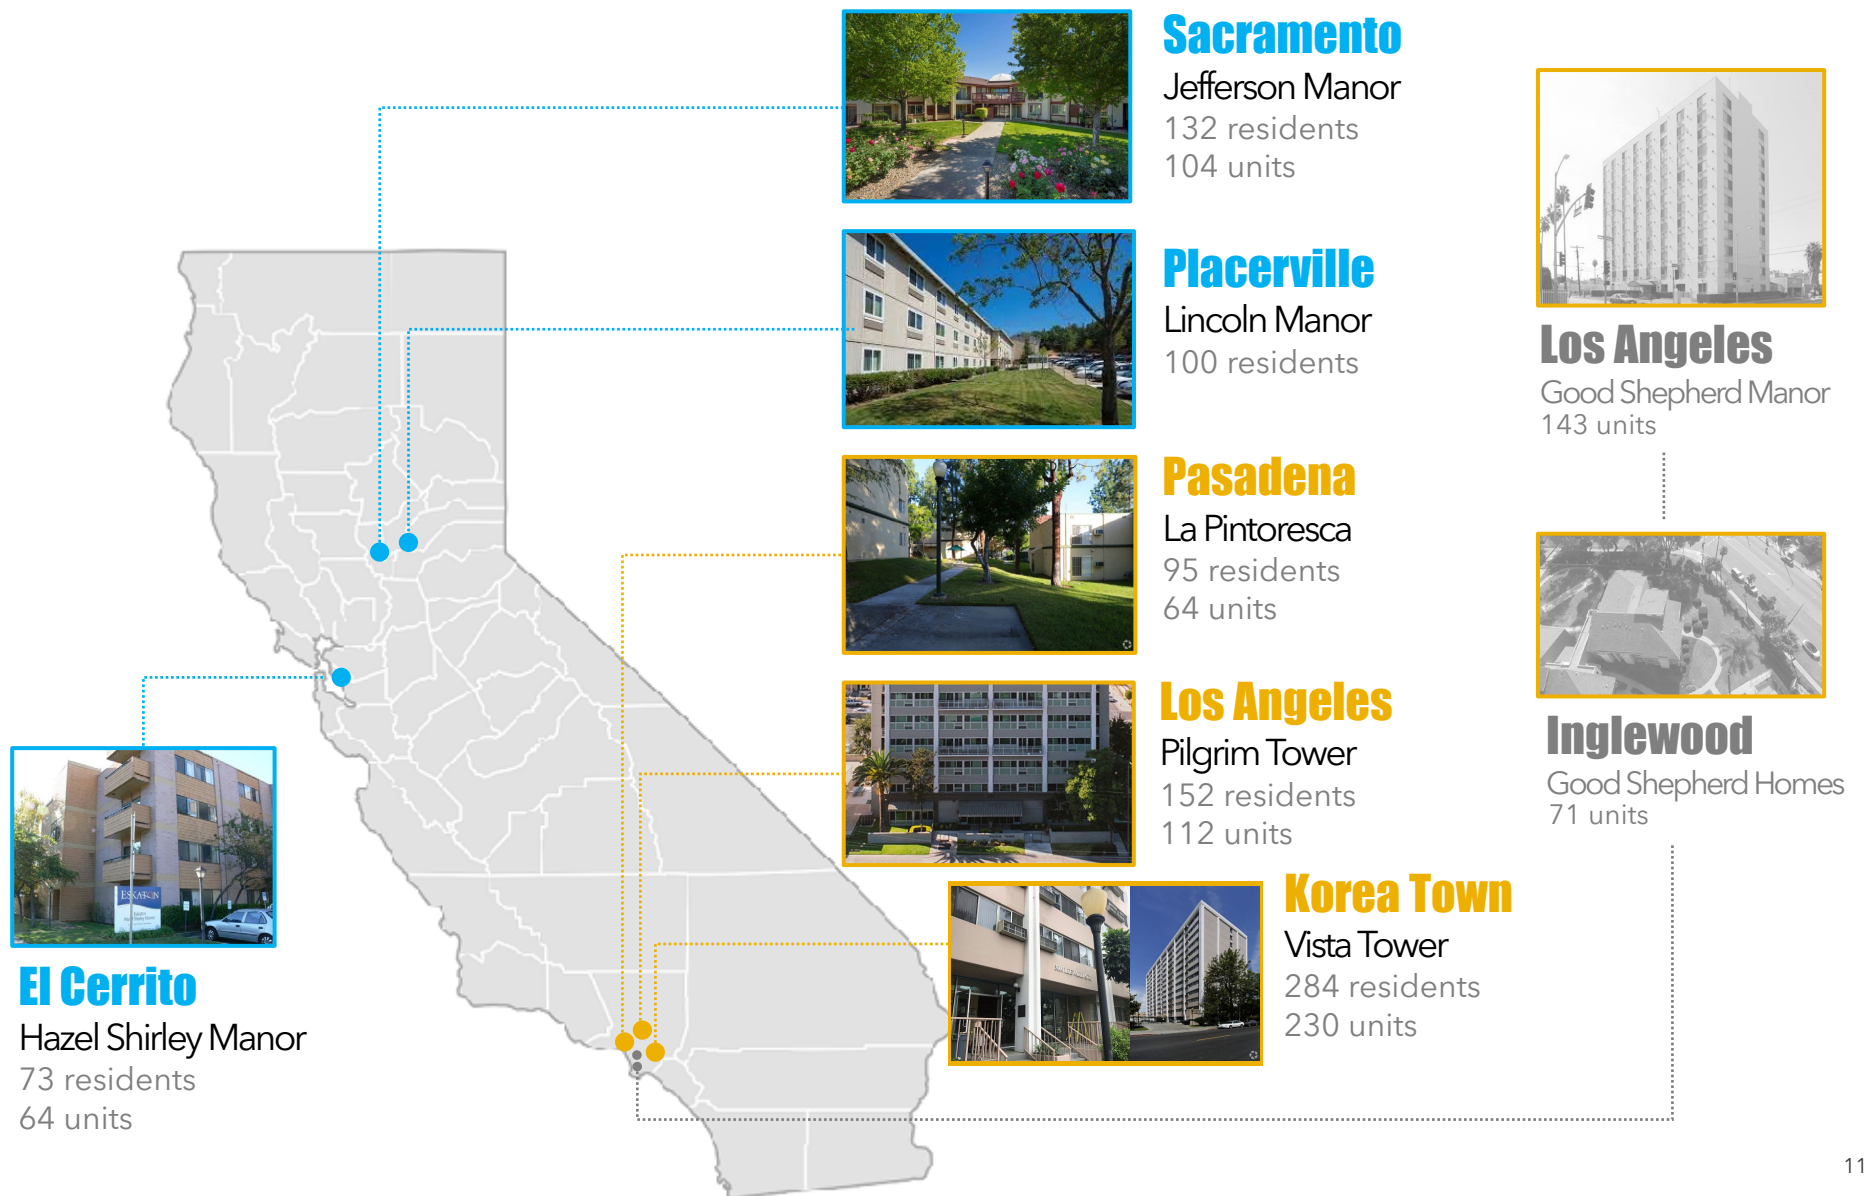 Sacramento
Jefferson Manor
132 residents
104 units
Placerville
Lincoln Manor
100 residents
Pasadena
La Pintoresca
95 residents
64 units
Los Angeles
Pilgrim Tower
152 residents
112 units
Korea Town
Vista Tower
284 residents
230 units
Los Angeles
Good Shepherd Manor
143 units
Inglewood
Good Shepherd Homes
71 units
ESKATON
El Cerrito
Hazel Shirley Manor
73 residents
64 units
11